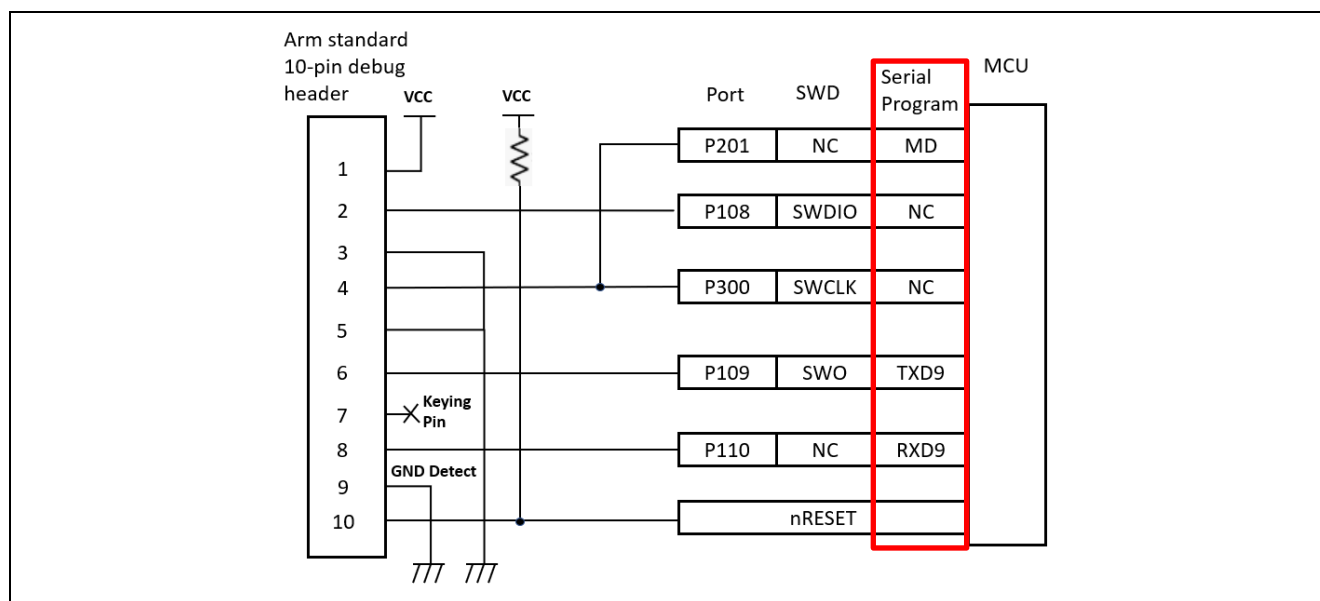 Arm standard
10-pin debug
header
VCC
VCC
Port
SWD
Serial
Program
MCU
1
P201 NC MD
2
P108 SWDIO NC
3
4
P300 SWCLK NC
5
6
P109 SWO TXD9
7
Keying
Pin
8
P110 NC RXD9
GND Detect
9
10
nRESET